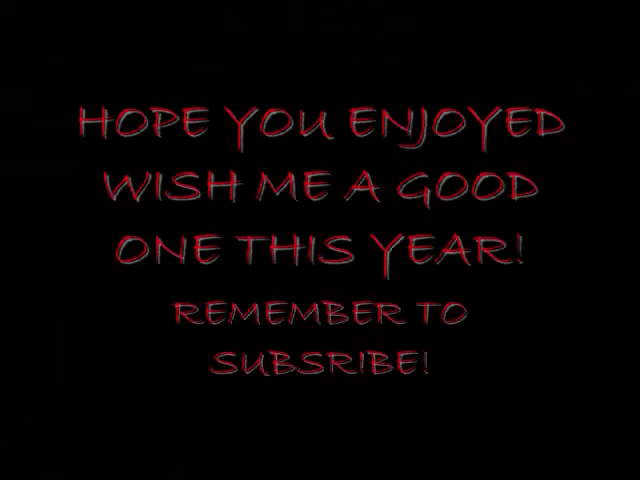 HOPE YOU ENJOYED
WISH ME A GOOD
ONE THIS YEAR!
REMEMBER TO
SUBSRIBE!